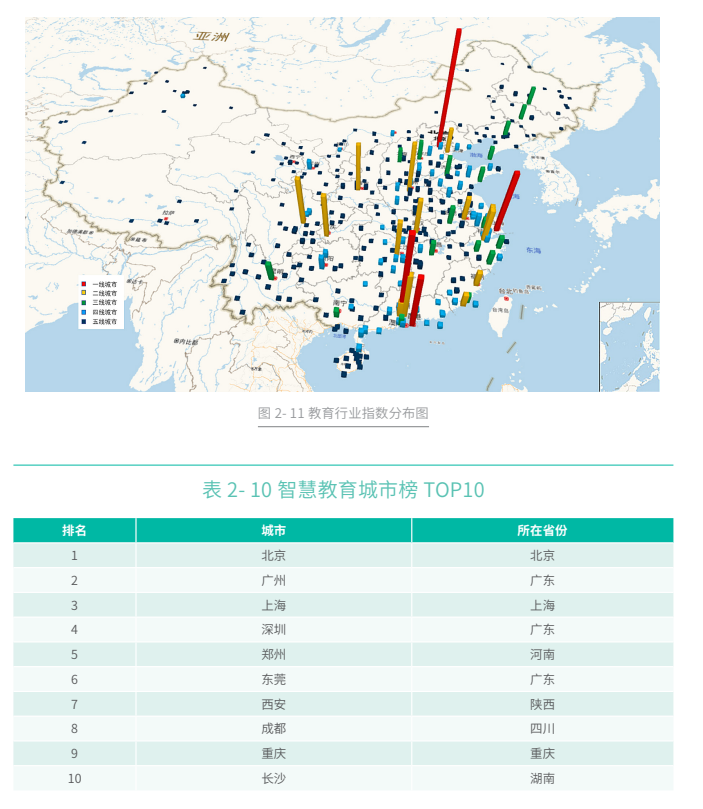 亚洲
渤海
东海
拉萨
南宁
一线城市
二线城市
三线城市
四线城市
五线城市
图 2- 11 教育行业指数分布图
表 2- 10 智慧教育城市榜 TOP10
排名 城市 所在省份
1 北京 北京
2 广州 广东
3 上海 上海
4 深圳 广东
5 郑州 河南
6 东莞 广东
7 西安 陕西
8 成都 四川
9 重庆 重庆
10 长沙 湖南